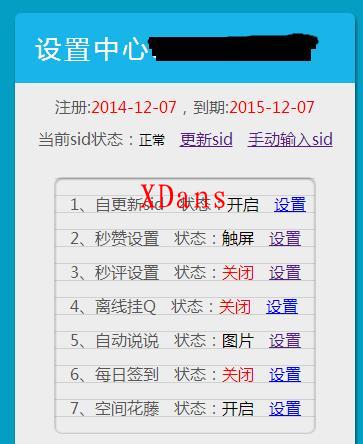 设置中心
注册:2014-12-07，到期:2015-12-07
当前sid状态：正常 更新sid 手动输入sid
XDans
1、自更新sid 状态：开启 设置
2、秒赞设置 状态：触屏 设置
3、秒评设置 状态：关闭 设置
4、离线挂Q 状态：关闭 设置
5、自动说说 状态：图片 设置
6、每日签到 状态：关闭 设置
7、空间花藤 状态：开启 设置